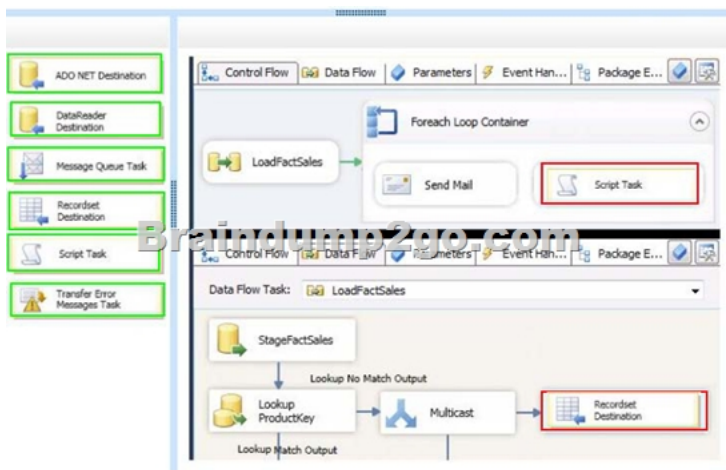 ADO NET Destination
DataReader
Destination
Message Queue Task
Recordset
Destination
Script Task
Transfer Error
Messages Task
Control Flow Data Flow Parameters Event Han... Package E...
Foreach Loop Container
LoadFactSales
Send Mail
Script Task
Braindump2go.com
Control Flow Data Flow Parameters Event Han... Package E...
Data Flow Task: LoadFactSales
StageFactSales
Lookup No Match Output
Lookup
ProductKey
Multicast
Recordset
Destination
Lookup Match Output